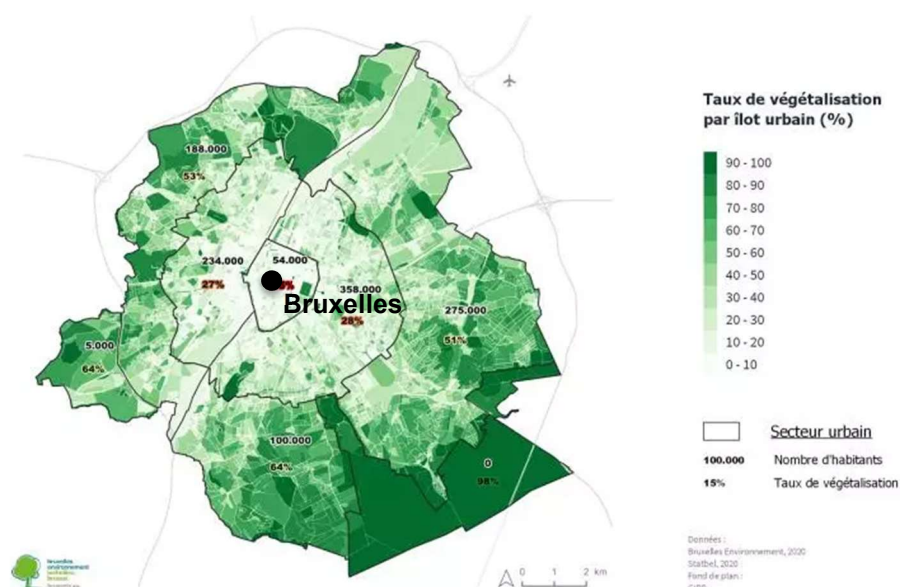 Taux de végétalisation
par îlot urbain (%)
90 - 100
80 - 90
70 - 80
60 - 70
50 - 60
40 - 50
30 - 40
20 - 30
10 - 20
0 - 10
188.000
53%
234.000
27%
54.000
Bruxelles
358.000
28%
275.000
51%
5.000
64%
100.000
64%
0
98%
Secteur urbain
100.000 Nombre d'habitants
15% Taux de végétalisation
Données :
Bruxelles Environnement, 2020
Statbel, 2020
Fond de plan :
0 1 2 km
bruxelles
environnement